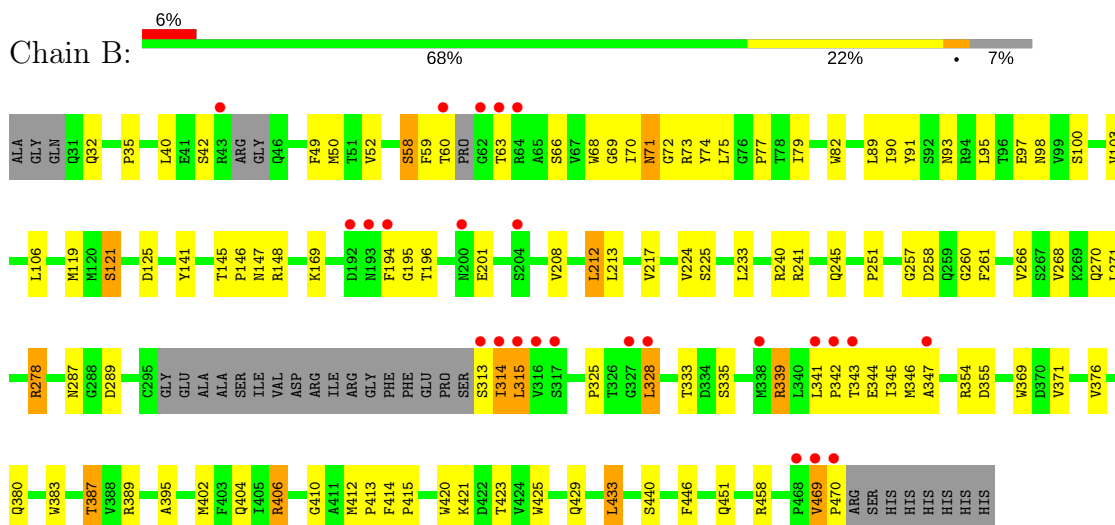 6%
Chain B:
68% 22% • 7%
ALA GLY GLN Q31 Q32 P35 L40 E41 S42 R43 ARG GLY Q46 F49 M50 T51 V52 S58 F59 T60 PRO G62 T63 R64 A65 S66 V67 W68 G69 I70 N71 G72 R73 Y74 L75 G76 P77 T78 I79 W82 L89 I90 Y91 S92 N93 R94 L95 T96 E97 N98 V99 S100 V103
L106 M119 M120 S121 D125 Y141 T145 P146 N147 R148 K169 D192 N193 F194 G195 T196 N200 E201 S204 V208 L212 L213 V217 V224 S225 L233 R240 R241 Q245 P251 G257 D258 Q259 G260 F261 V266 S267 V268 K269 Q270 L271
R278 N287 G288 D289 C295 GLY GLU ALA ALA SER ILE VAL ASP ARG ILE ARG GLY PHE PHE GLU PRO SER S313 I314 L315 V316 S317 P325 T326 G327 L328 T333 D334 S335 M338 R339 L340 L341 P342 T343 E344 I345 M346 A347 R354 D355 W369 D370 V371 V376
Q380 W383 T387 V388 R389 A395 M402 F403 Q404 I405 R406 G410 A411 M412 P413 F414 P415 W420 K421 D422 T423 V424 W425 Q429 L433 S440 F446 Q451 R458 P468 V469 P470 ARG SER HIS HIS HIS HIS HIS HIS